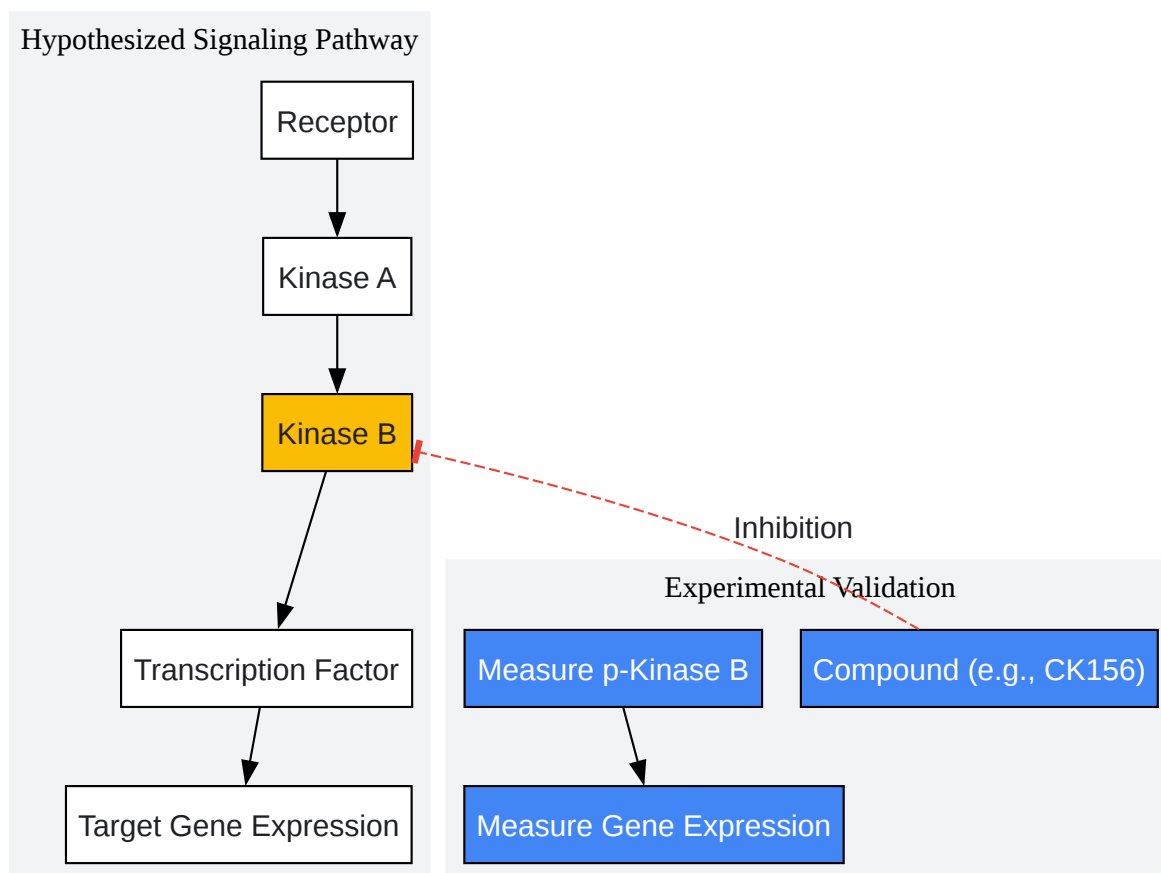 Hypothesized Signaling Pathway
Receptor
Kinase A
Kinase B
Inhibition
Experimental Validation
Transcription Factor
Measure p-Kinase B
Compound (e.g., CK156)
Target Gene Expression
Measure Gene Expression